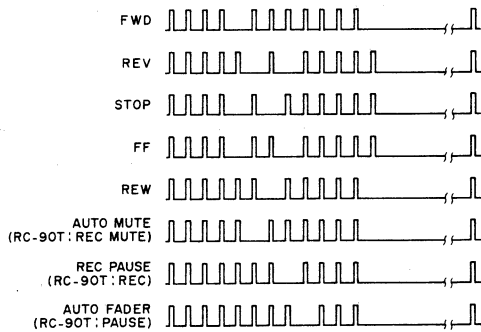 FWD
REV
STOP
FF
REW
AUTO MUTE
(RC-90T : REC MUTE)
REC PAUSE
(RC-90T : REC)
AUTO FADER
(RC-90T : PAUSE)